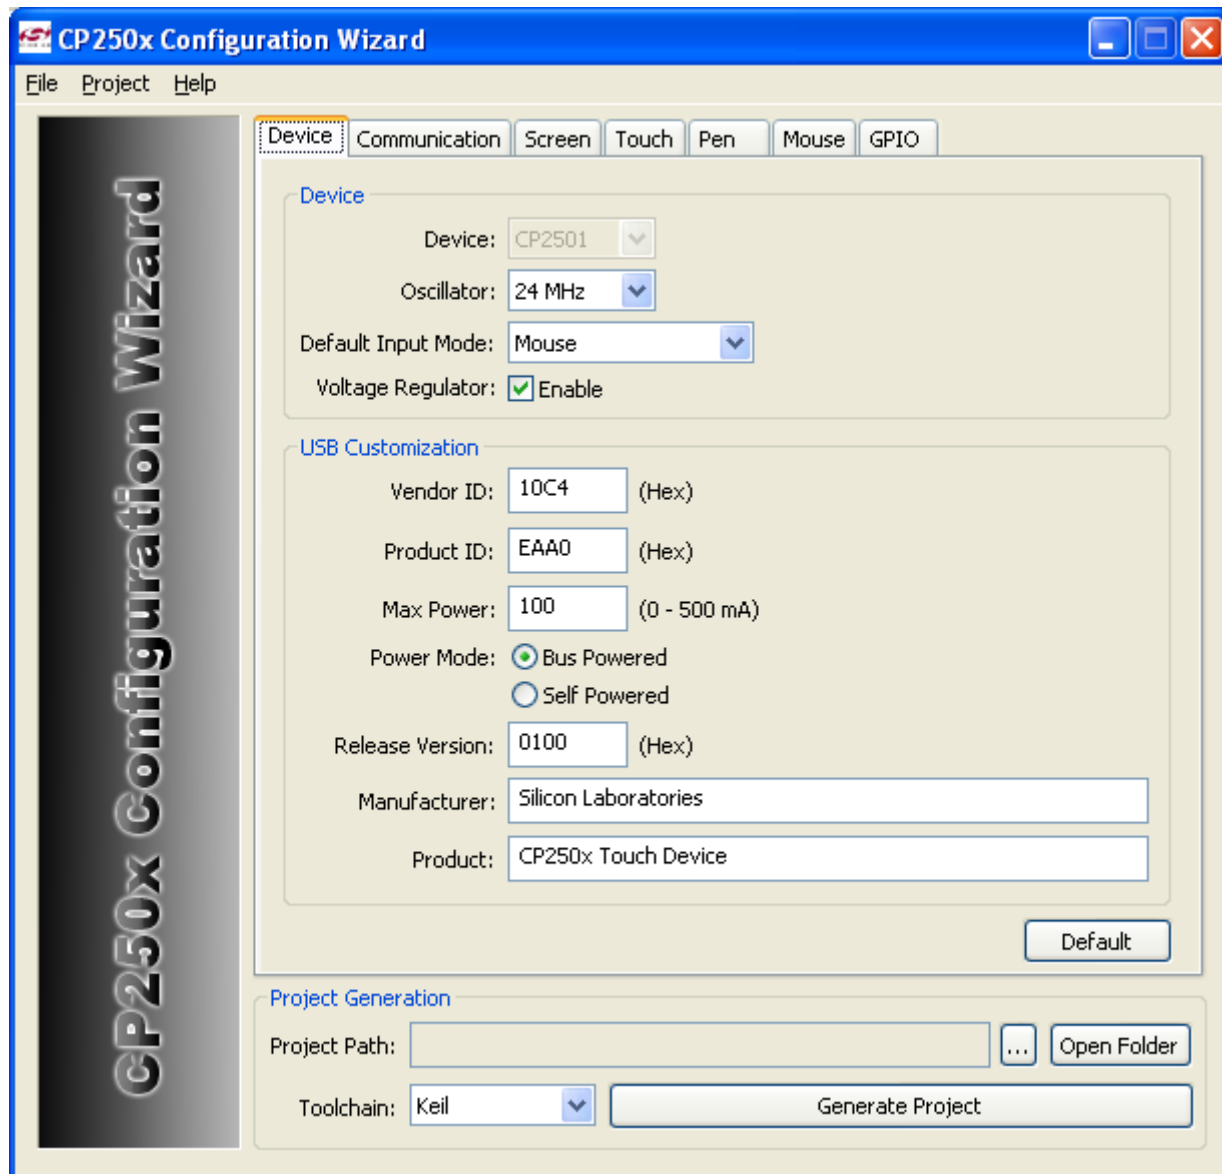 CP250x Configuration Wizard
File Project Help
CP250x Configuration Wizard
Device Communication Screen Touch Pen Mouse GPIO
Device
Device: CP2501
Oscillator: 24 MHz
Default Input Mode: Mouse
Voltage Regulator: Enable
USB Customization
Vendor ID: 10C4 (Hex)
Product ID: EAA0 (Hex)
Max Power: 100 (0 - 500 mA)
Power Mode: Bus Powered
Self Powered
Release Version: 0100 (Hex)
Manufacturer: Silicon Laboratories
Product: CP250x Touch Device
Default
Project Generation
Project Path: ... Open Folder
Toolchain: Keil Generate Project